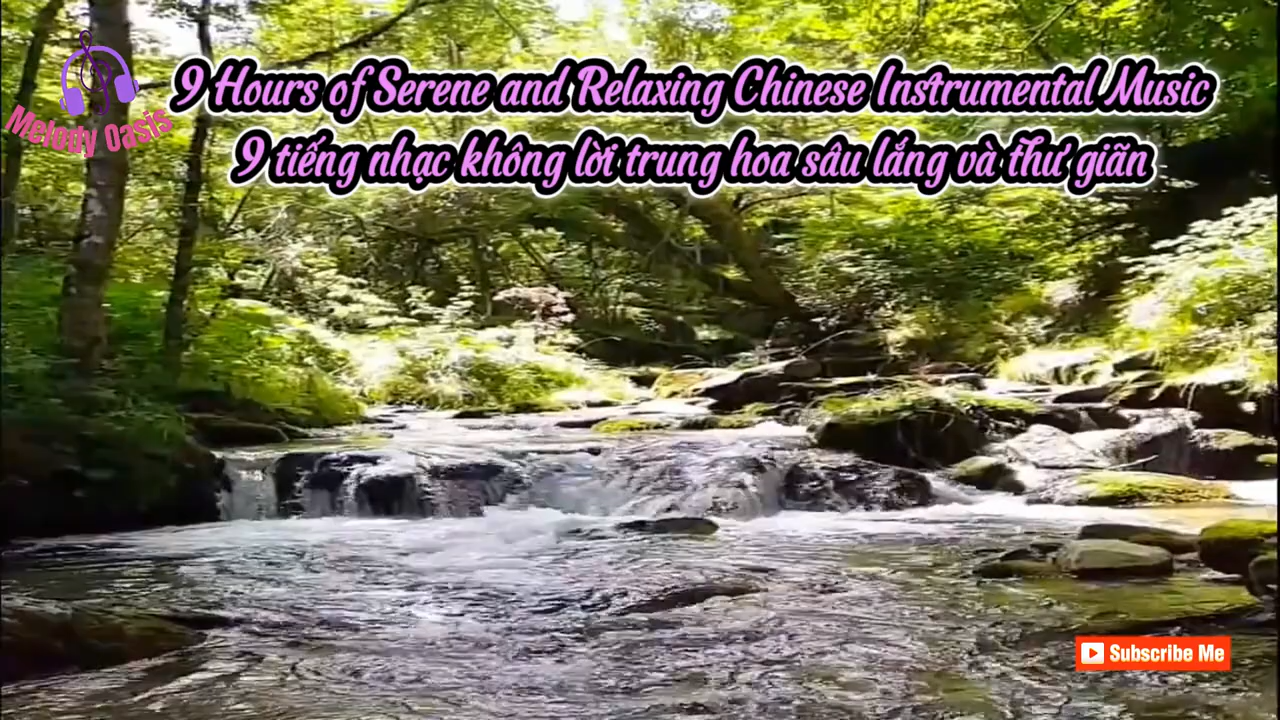 Melody Oasis
9 Hours of Serene and Relaxing Chinese Instrumental Music
9 tiếng nhạc không lời trung hoa sâu lắng và thư giãn
Subscribe Me